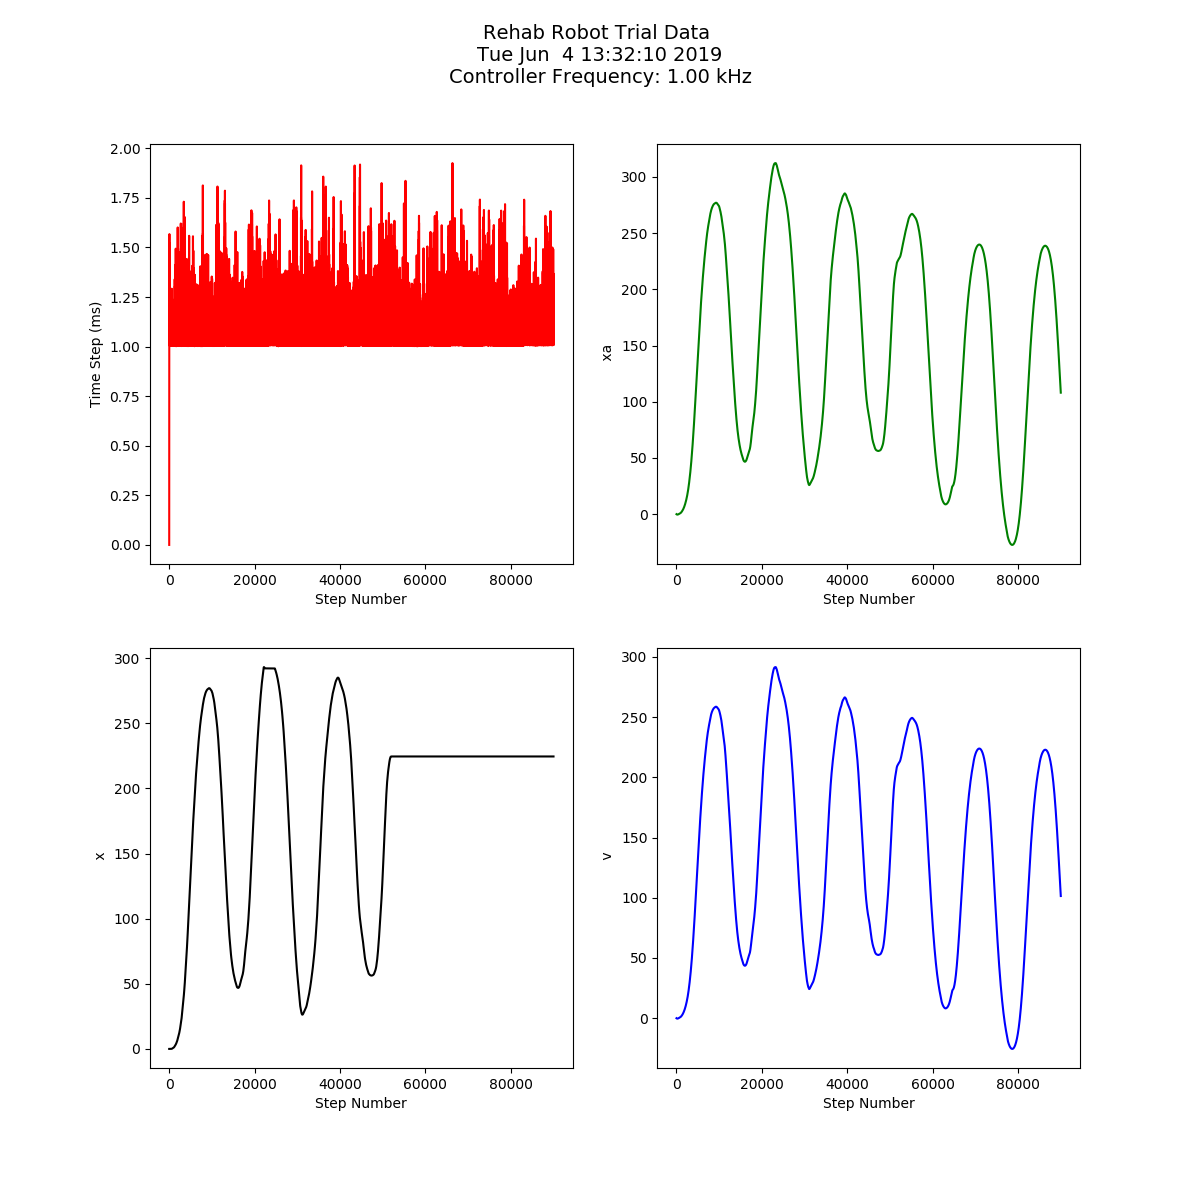 Rehab Robot Trial Data
Tue Jun  4 13:32:10 2019
Controller Frequency: 1.00 kHz
2.00
1.75
1.50
1.25
1.00
0.75
0.50
0.25
0.00
Time Step (ms)
0 20000 40000 60000 80000
Step Number
300
250
200
150
100
50
0
xa
0 20000 40000 60000 80000
Step Number
300
250
200
150
100
50
0
x
0 20000 40000 60000 80000
Step Number
300
250
200
150
100
50
0
v
0 20000 40000 60000 80000
Step Number